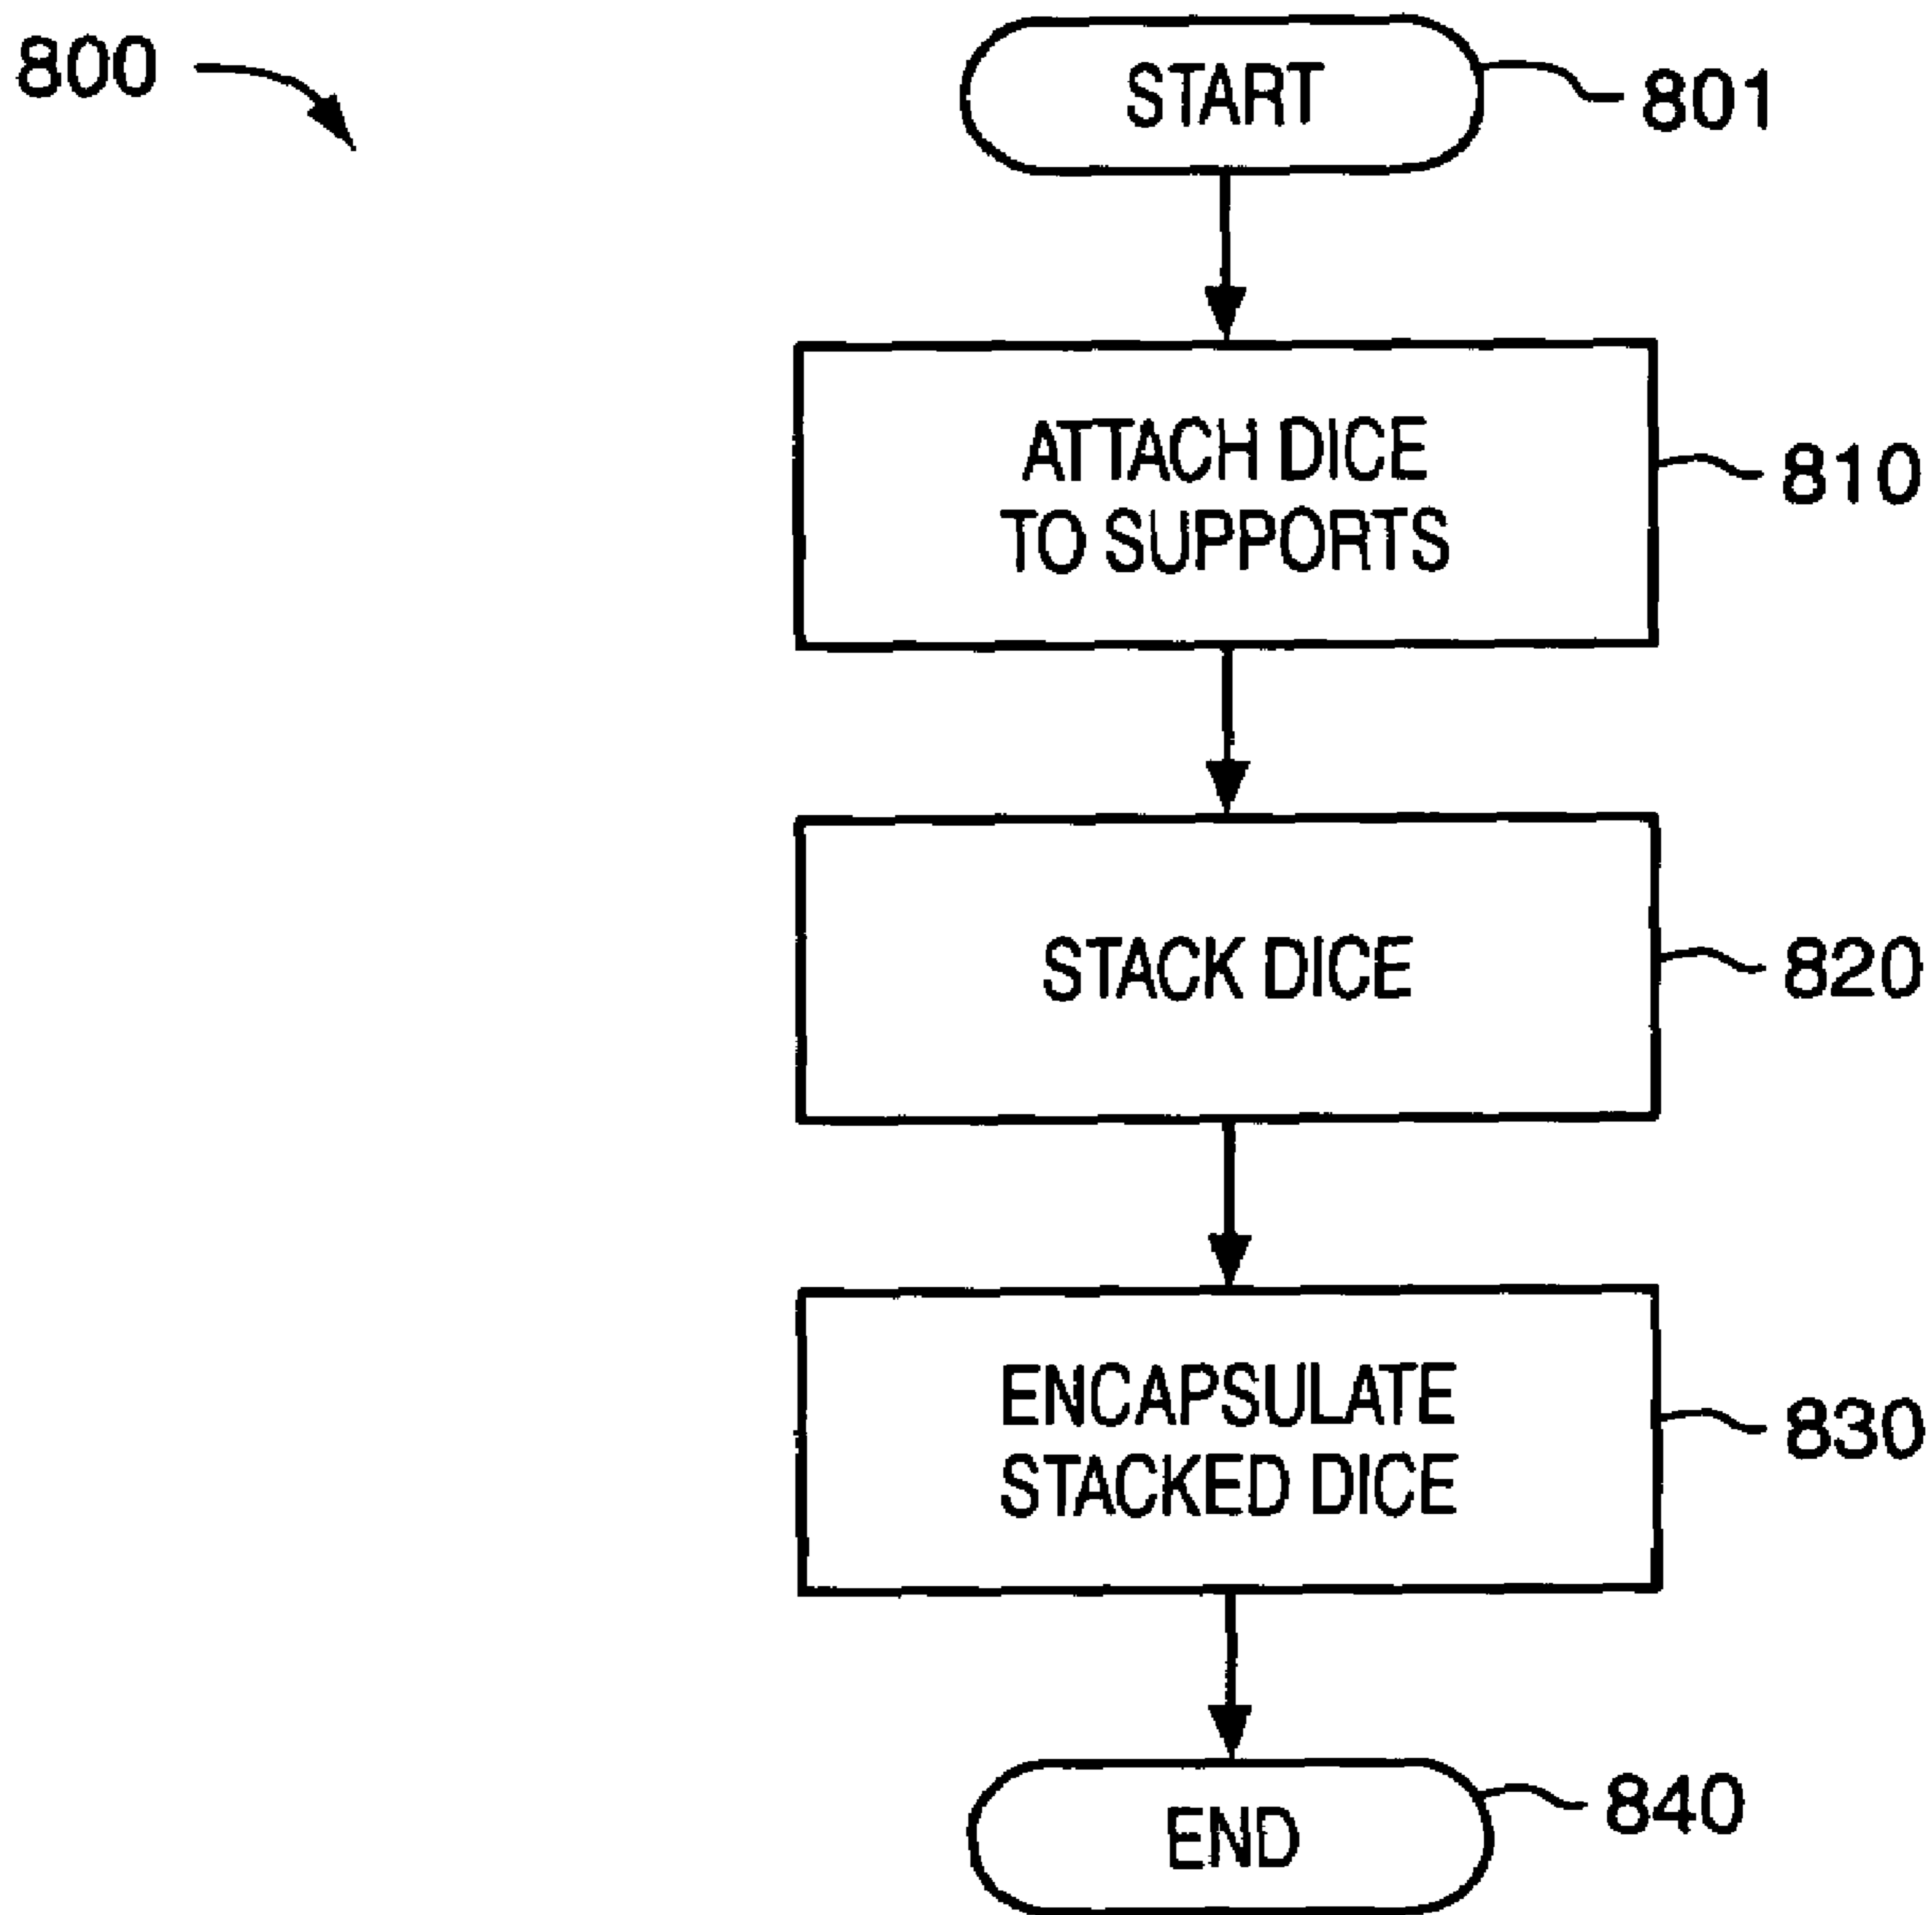 800
START
801
ATTACH DICE
TO SUPPORTS
810
STACK DICE
820
ENCAPSULATE
STACKED DICE
830
END
840